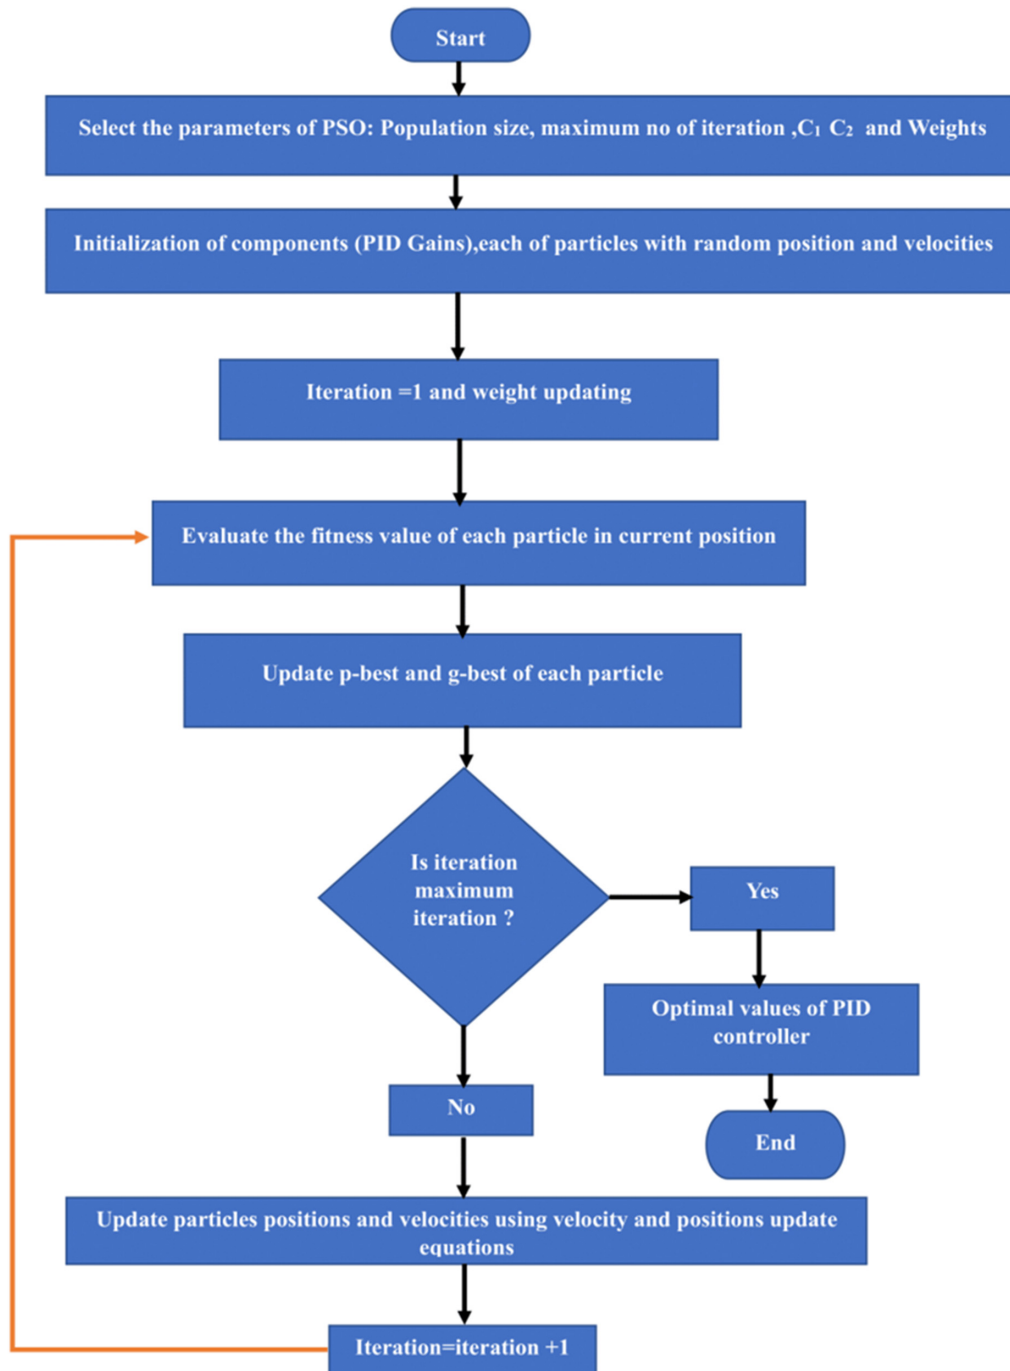 Start
Select the parameters of PSO: Population size, maximum no of iteration ,C₁ C₂ and Weights
Initialization of components (PID Gains),each of particles with random position and velocities
Iteration =1 and weight updating
Evaluate the fitness value of each particle in current position
Update p-best and g-best of each particle
Is iteration
maximum
iteration ?
Yes
Optimal values of PID
controller
End
No
Update particles positions and velocities using velocity and positions update
equations
Iteration=iteration +1